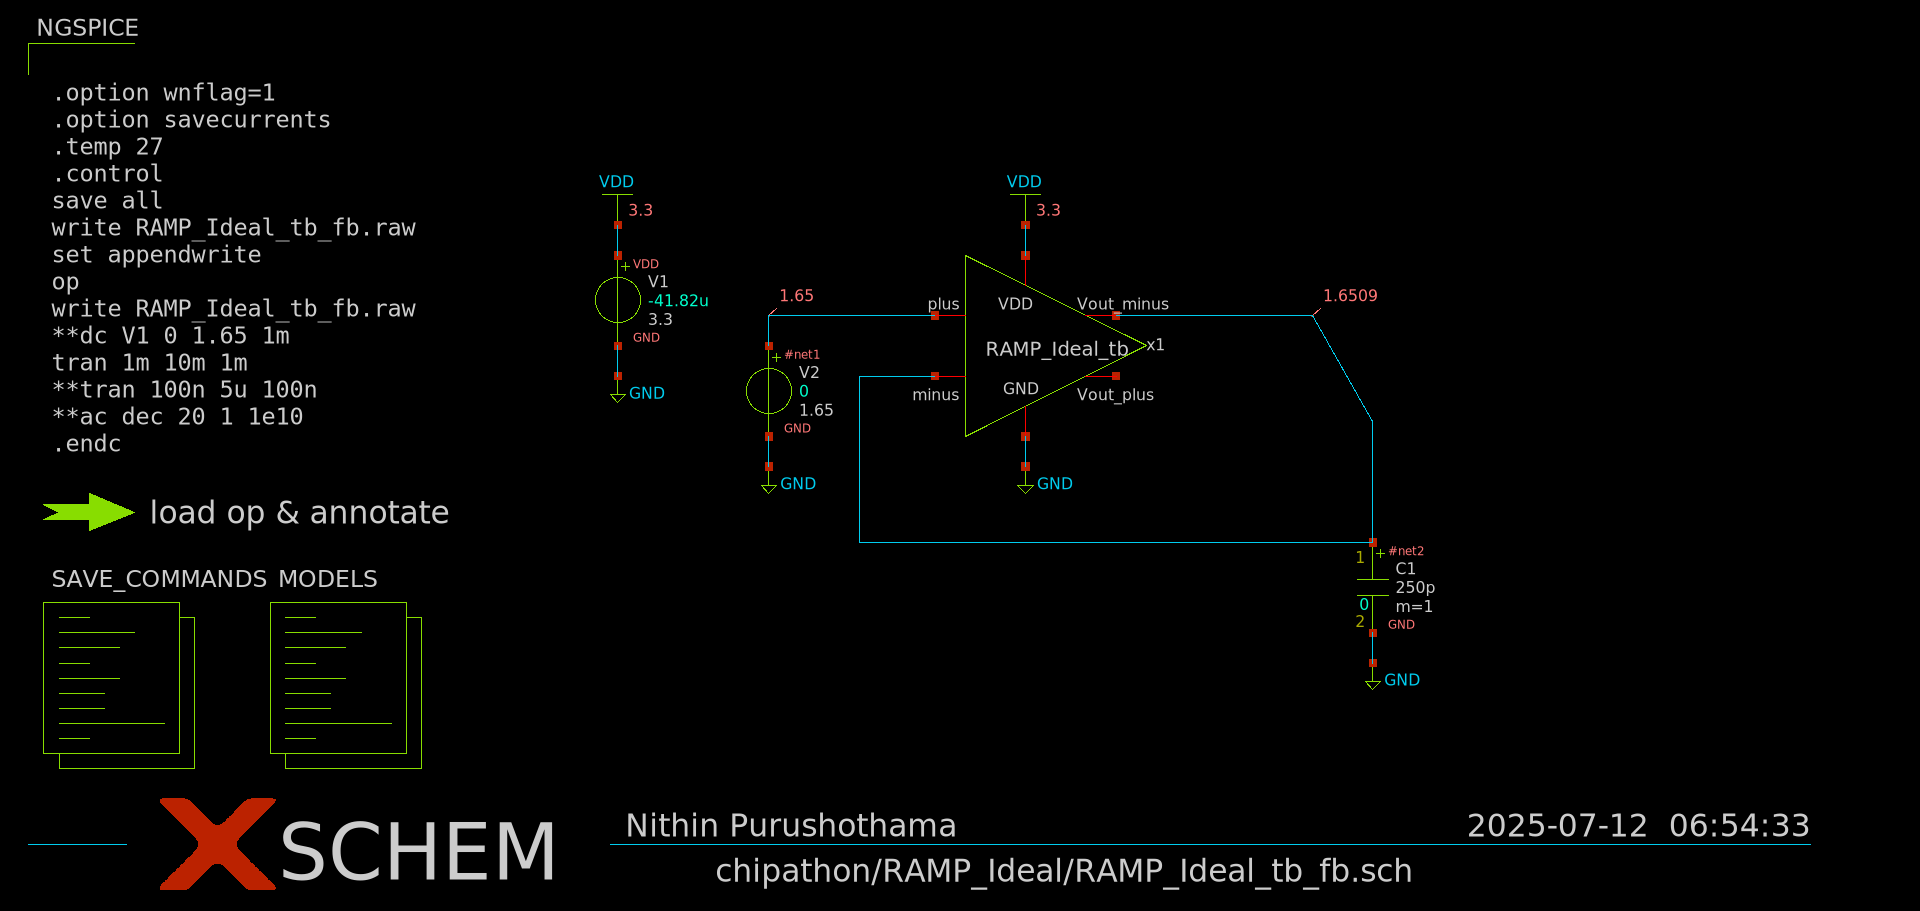 NGSPICE
.option wnflag=1
.option savecurrents
.temp 27
.control
save all
write RAMP_Ideal_tb_fb.raw
set appendwrite
op
write RAMP_Ideal_tb_fb.raw
**dc V1 0 1.65 1m
tran 1m 10m 1m
**tran 100n 5u 100n
**ac dec 20 1 1e10
.endc
load op & annotate
SAVE_COMMANDS MODELS
VDD
3.3
+ VDD
V1
-41.82u
3.3
GND
GND
1.65
+ #net1
V2
0
1.65
GND
GND
VDD
3.3
plus
VDD
Vout_minus
RAMP_Ideal_tb
x1
minus
GND
Vout_plus
GND
1.6509
1
+ #net2
C1
250p
0
m=1
2
GND
GND
XSCHEM
Nithin Purushothama
2025-07-12 06:54:33
chipathon/RAMP_Ideal/RAMP_Ideal_tb_fb.sch